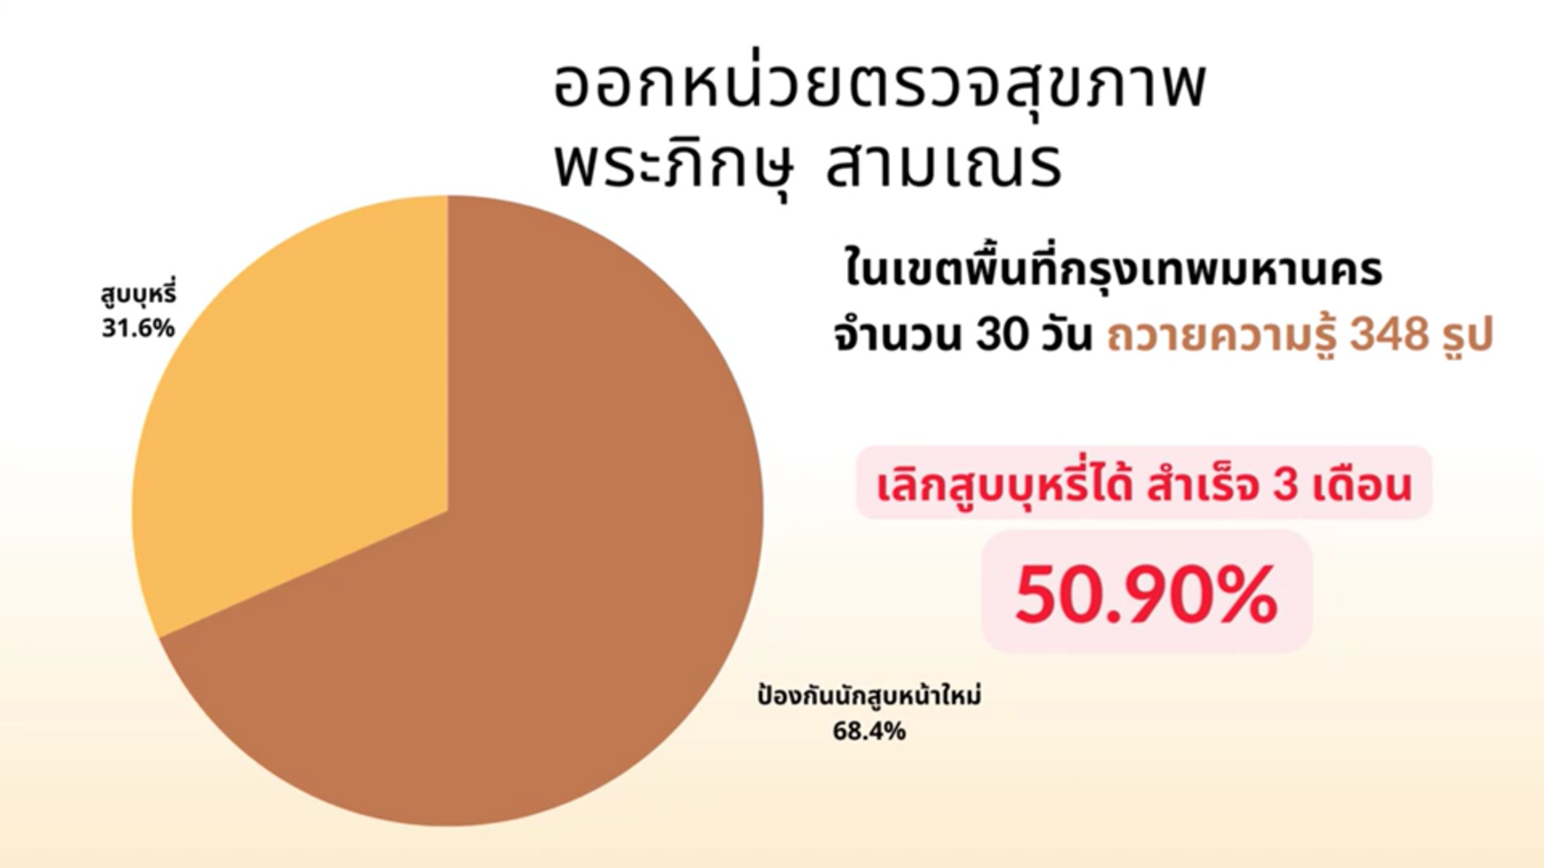 ออกหน่วยตรวจสุขภาพ
พระภิกษุ สามเณร
ในเขตพื้นที่กรุงเทพมหานคร
จำนวน 30 วัน ถวายความรู้ 348 รูป
สูบบุหรี่
31.6%
เลิกสูบบุหรี่ได้ สำเร็จ 3 เดือน
50.90%
ป้องกันนักสูบหน้าใหม่
68.4%